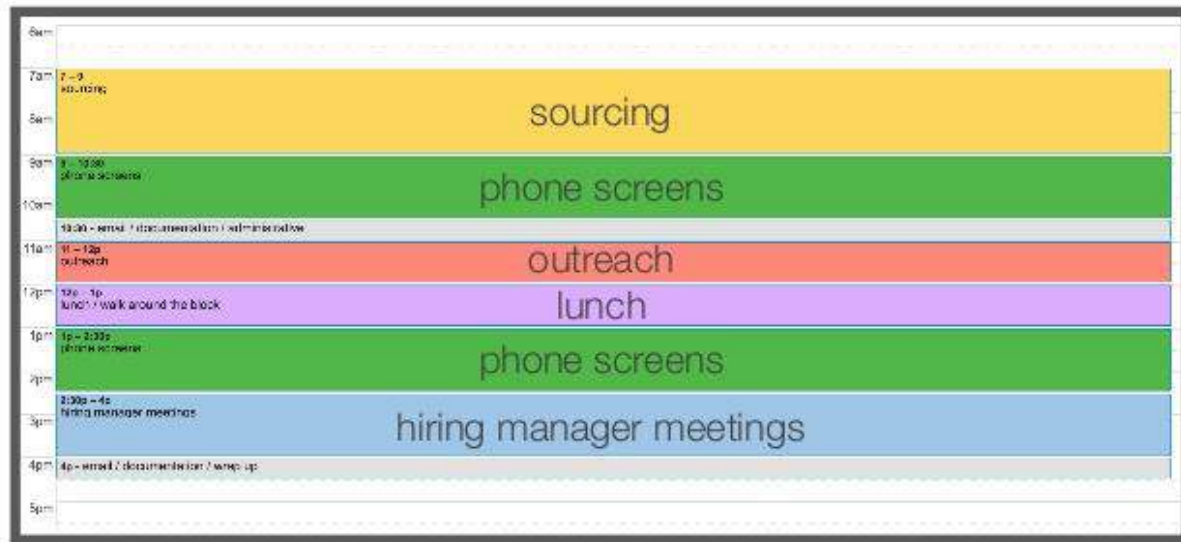 6am
7am
7 – 9
sourcing
sourcing
8am
9am
9 – 10:30
phone screens
phone screens
10am
10:30 - email / documentation / administrative
11am
11 – 12p
outreach
outreach
12pm
12p – 1p
lunch / walk around the block
lunch
1pm
1p – 2:30p
phone screens
phone screens
2pm
2:30p – 4p
hiring manager meetings
hiring manager meetings
3pm
4pm
4p - email / documentation / wrap up
5pm